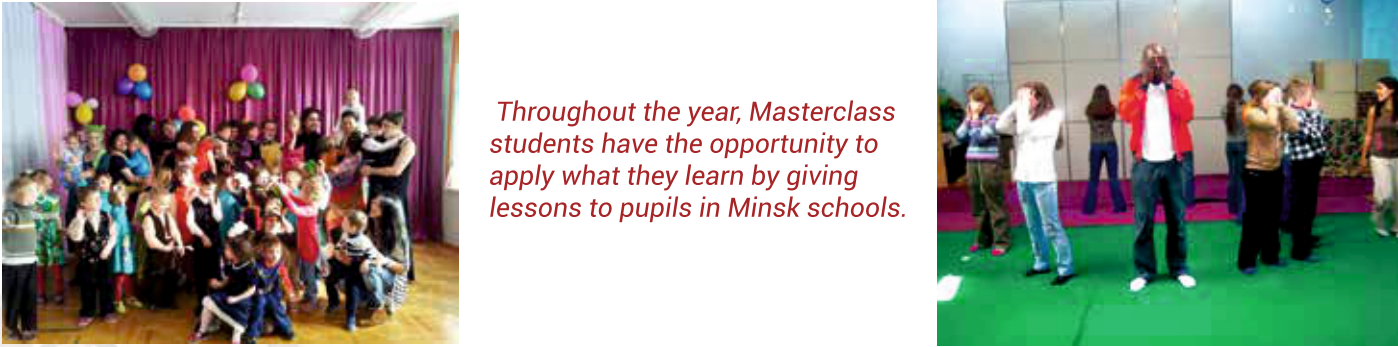 Throughout the year, Masterclass
students have the opportunity to
apply what they learn by giving
lessons to pupils in Minsk schools.